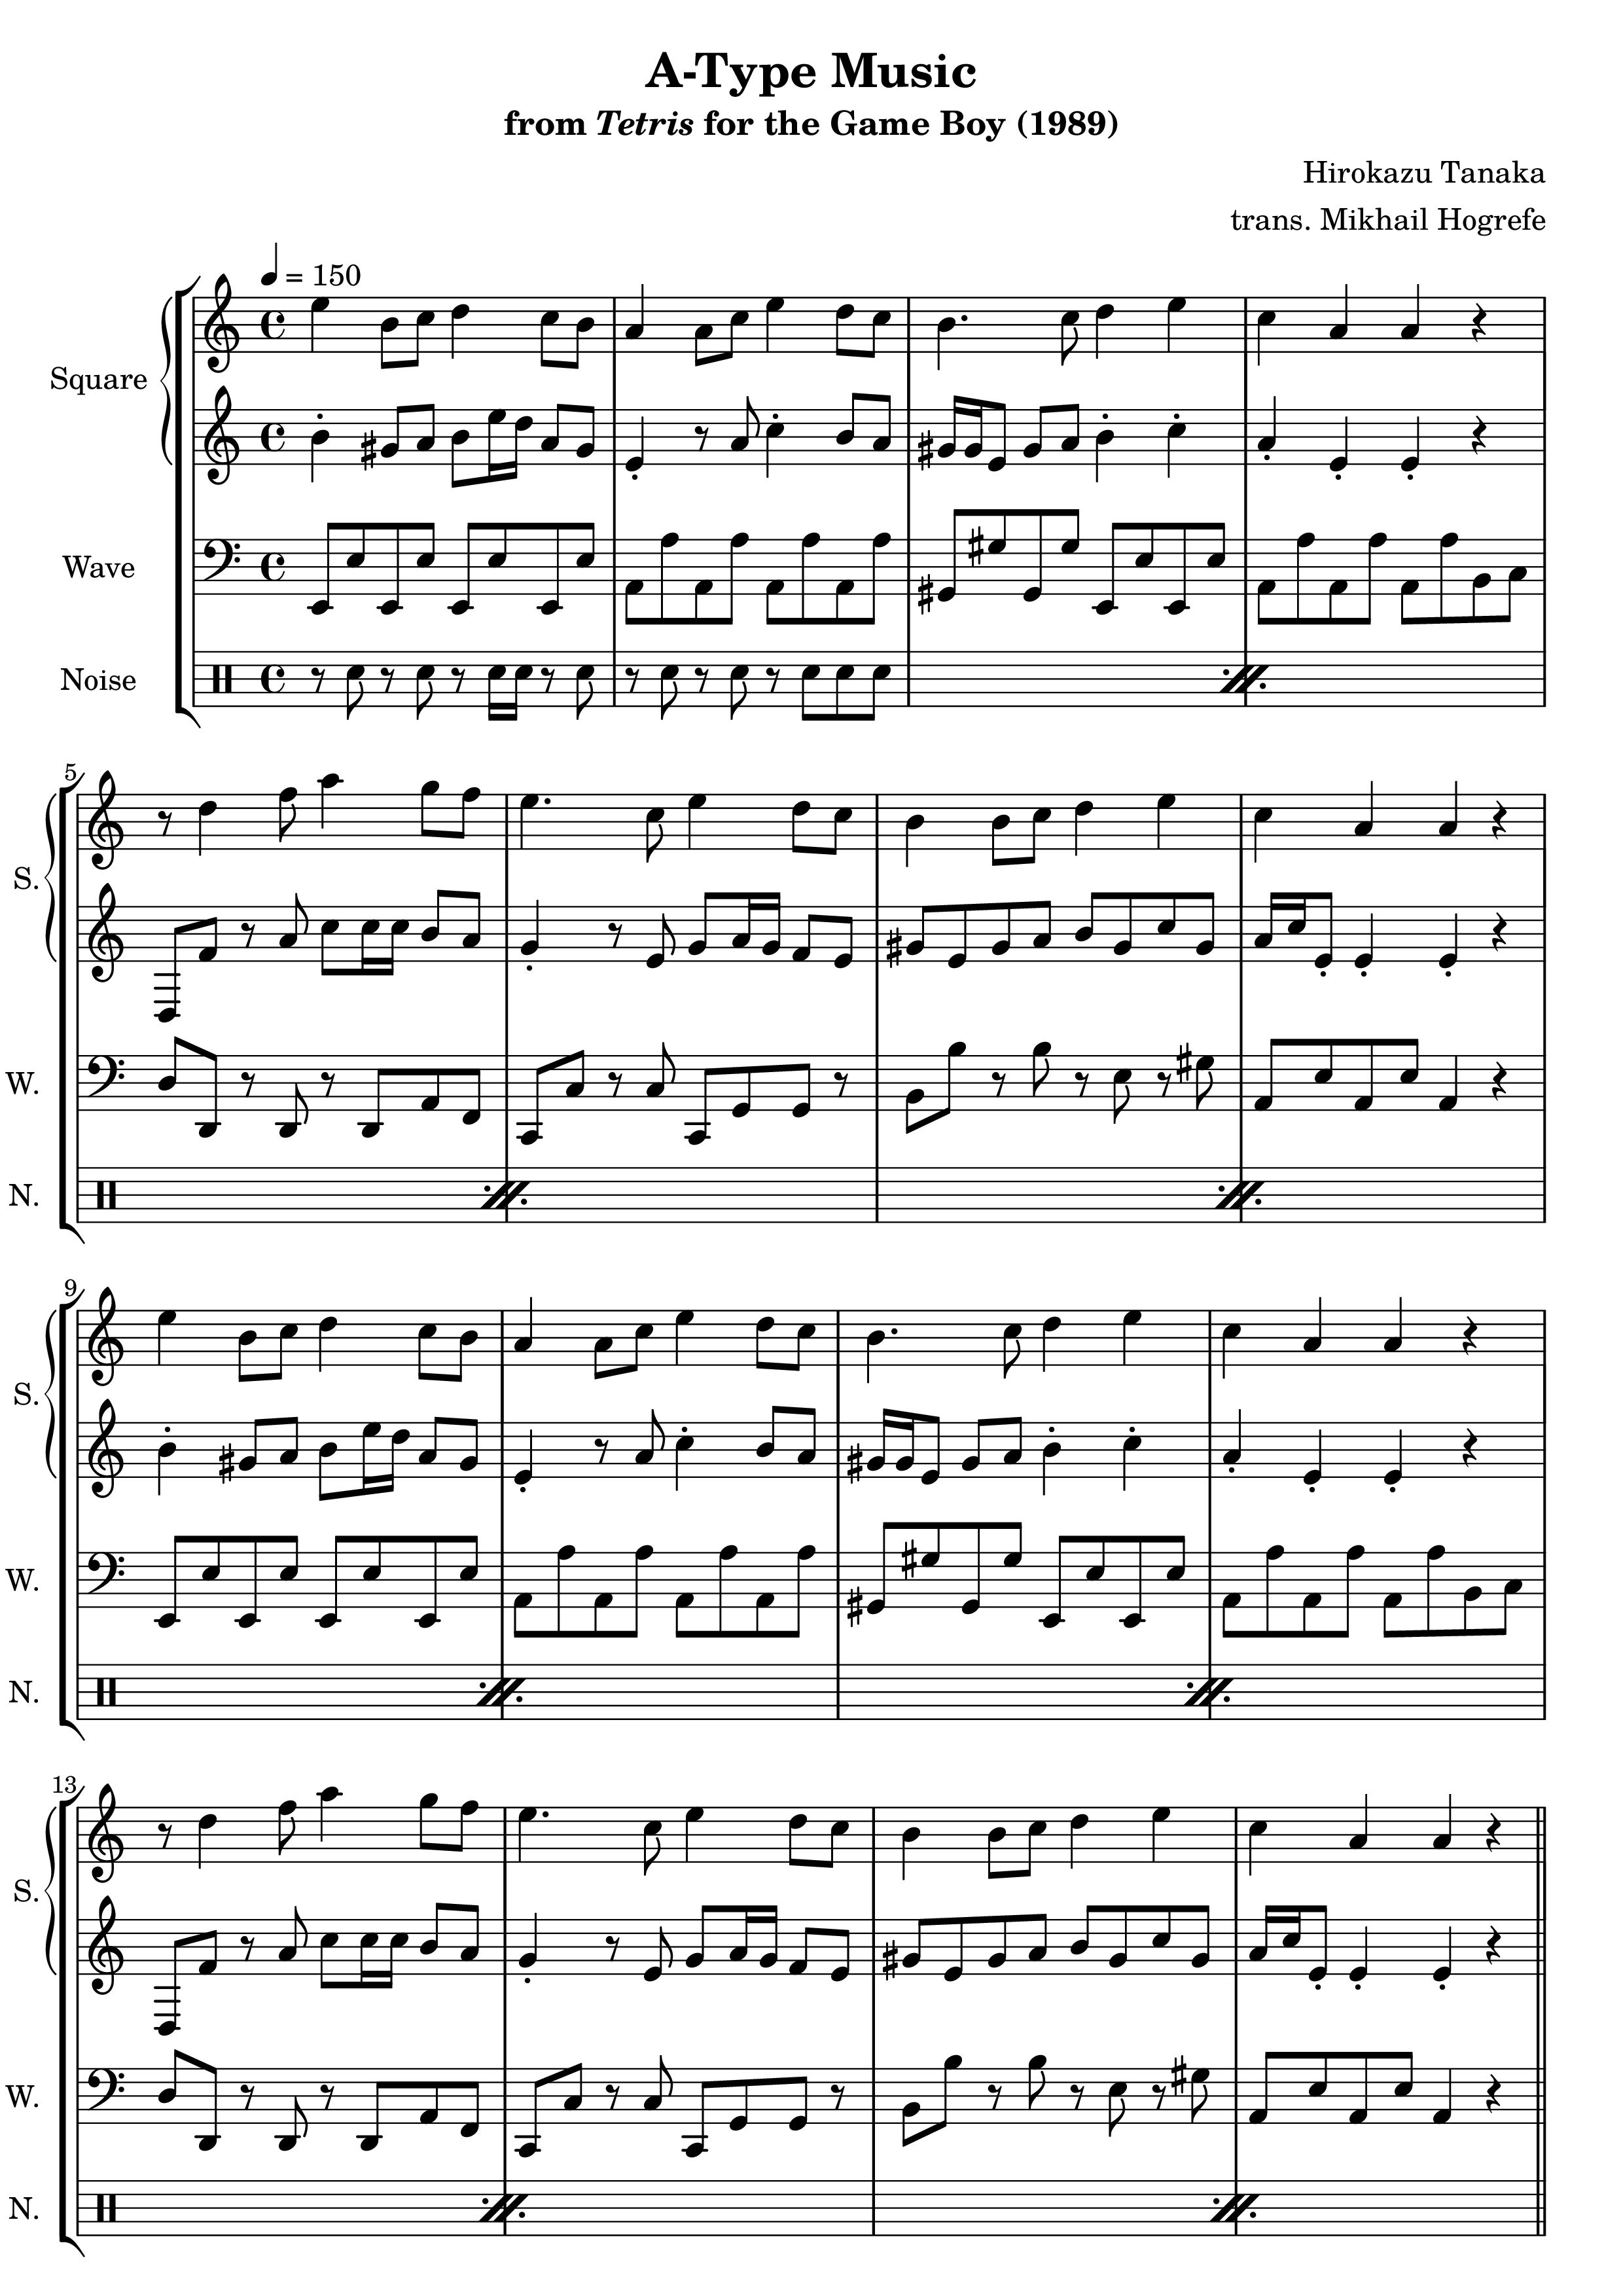 A-Type Music
from Tetris for the Game Boy (1989)
Hirokazu Tanaka
trans. Mikhail Hogrefe
= 150
Square
Wave
Noise
5
S.
W.
N.
9
S.
W.
N.
13
S.
W.
N.